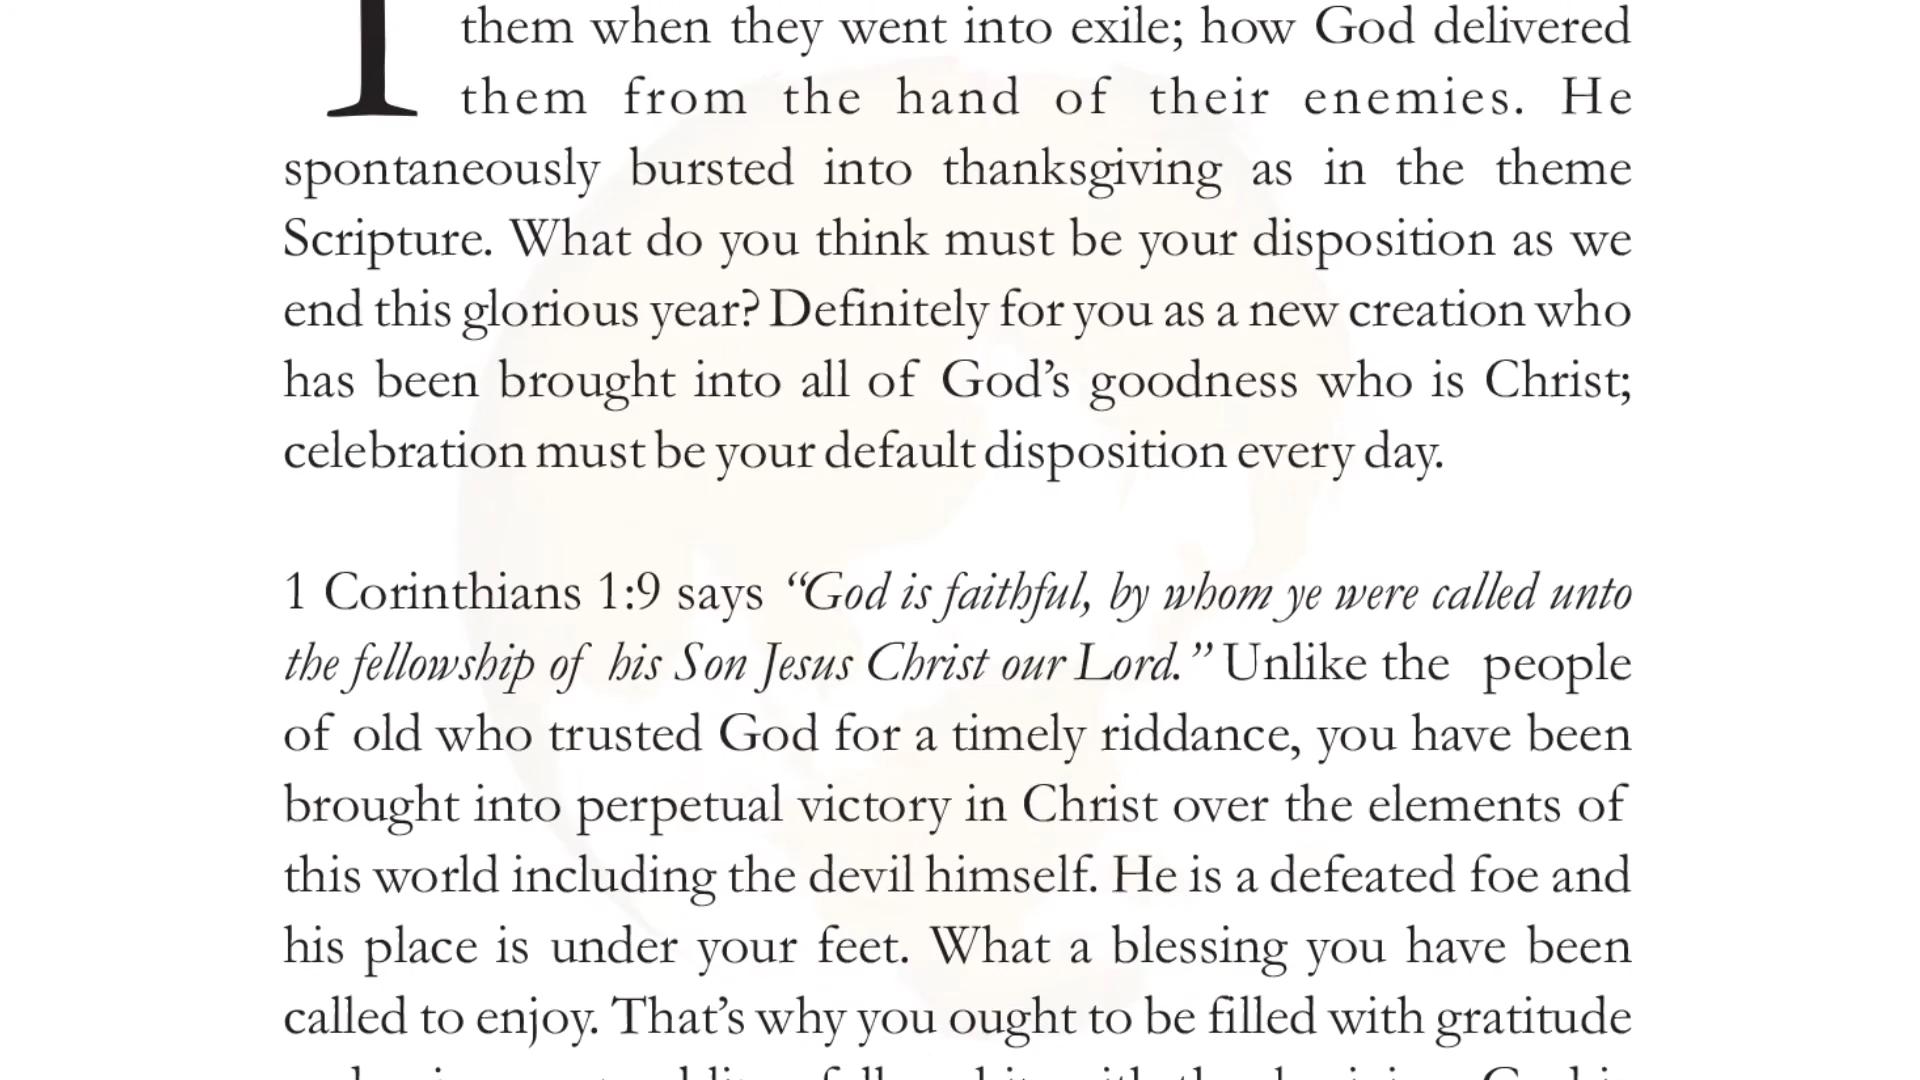 them when they went into exile; how God delivered
them from the hand of their enemies. He
spontaneously bursted into thanksgiving as in the theme
Scripture. What do you think must be your disposition as we
end this glorious year? Definitely for you as a new creation who
has been brought into all of God’s goodness who is Christ;
celebration must be your default disposition every day.
1 Corinthians 1:9 says “God is faithful, by whom ye were called unto
the fellowship of his Son Jesus Christ our Lord.” Unlike the people
of old who trusted God for a timely riddance, you have been
brought into perpetual victory in Christ over the elements of
this world including the devil himself. He is a defeated foe and
his place is under your feet. What a blessing you have been
called to enjoy. That’s why you ought to be filled with gratitude